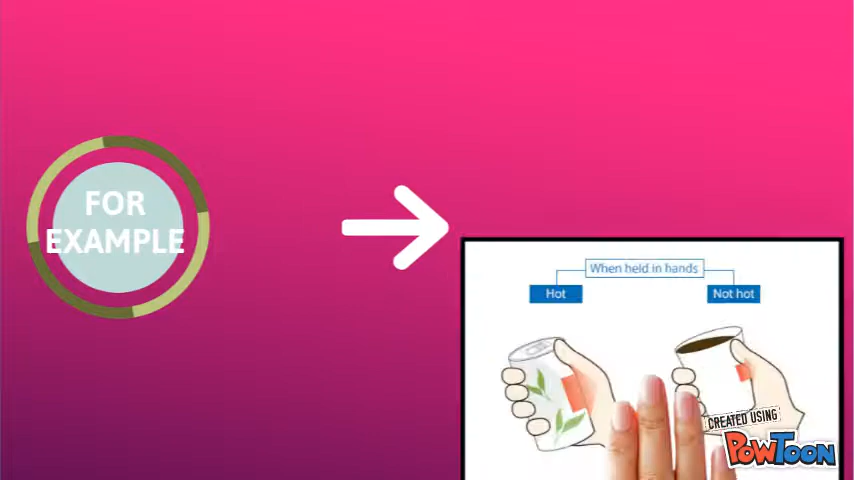 FOR
EXAMPLE
When held in hands
Hot
Not hot
CREATED USING
POWTOON